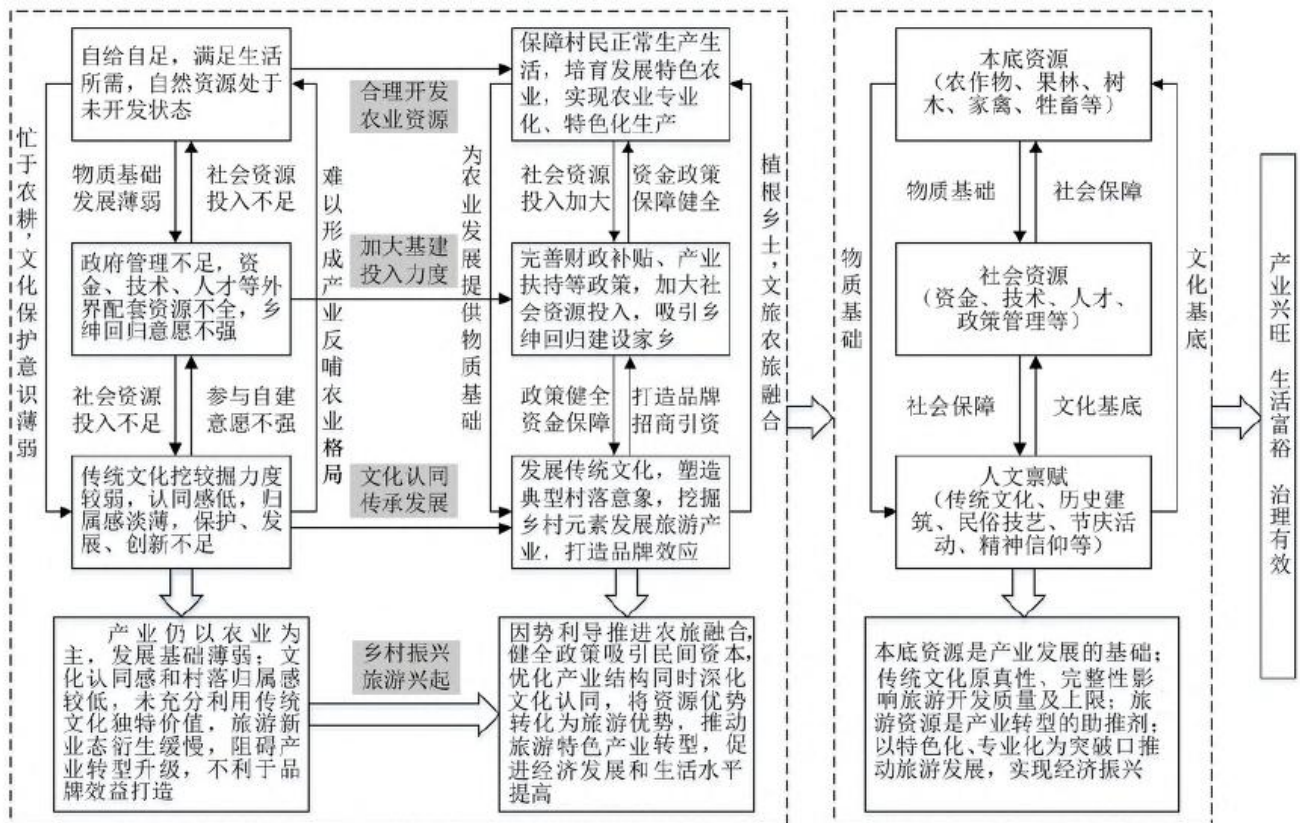 自给自足，满足生活
所需，自然资源处于
未开发状态
合理开发
农业资源
保障村民正常生产生
活，培育发展特色农
业，实现农业专业
化、特色化生产
忙于农耕，文化保护意识薄弱
物质基础
发展薄弱
社会资源
投入不足
难以形成产业反哺农业格局
为农业发展提供物质基础
社会资源
投入加大
资金政策
保障健全
植根乡土，文旅农旅融合
政府管理不足，资
金、技术、人才等外
界配套资源不全，乡
绅回归意愿不强
加大基建
投入力度
完善财政补贴、产业
扶持等政策，加大社
会资源投入，吸引乡
绅回归建设家乡
社会资源
投入不足
参与自建
意愿不强
政策健全
资金保障
打造品牌
招商引资
传统文化挖较掘力度
较弱，认同感低，归
属感淡薄，保护、发
展、创新不足
文化认同
传承发展
发展传统文化，塑造
典型村落意象，挖掘
乡村元素发展旅游产
业，打造品牌效应
产业仍以农业为
主，发展基础薄弱；文
化认同感和村落归属感
较低，未充分利用传统
文化独特价值，旅游新
业态衍生缓慢，阻碍产
业转型升级，不利于品
牌效益打造
乡村振兴
旅游兴起
因势利导推进农旅融合，
健全政策吸引民间资本，
优化产业结构同时深化
文化认同，将资源优势
转化为旅游优势，推动
旅游特色产业转型，促
进经济发展和生活水平
提高
本底资源
（农作物、果林、树
木、家禽、牲畜等）
物质基础
物质基础
社会保障
文化基底
社会资源
（资金、技术、人才、
政策管理等）
社会保障
文化基底
人文禀赋
（传统文化、历史建
筑、民俗技艺、节庆活
动、精神信仰等）
本底资源是产业发展的基础；
传统文化原真性、完整性影
响旅游开发质量及上限；旅
游资源是产业转型的助推剂；
以特色化、专业化为突破口推
动旅游发展，实现经济振兴
产业兴旺 生活富裕 治理有效